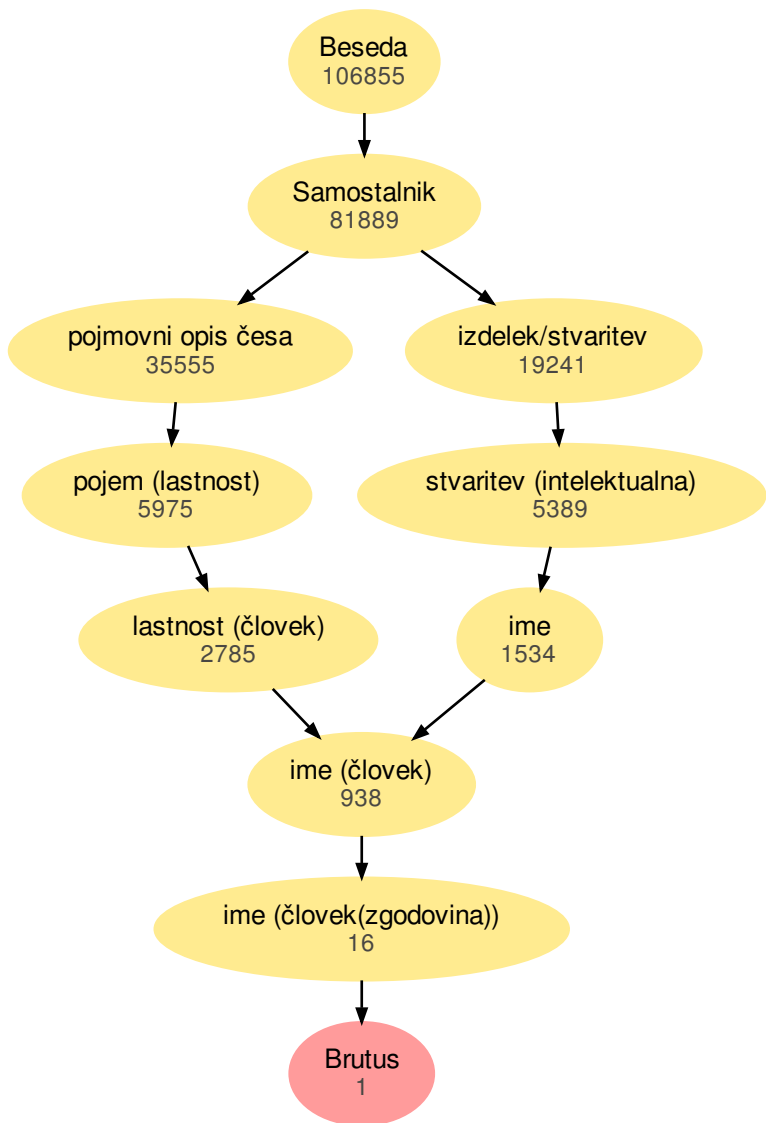 Beseda
106855
Samostalnik
81889
pojmovni opis česa
35555
izdelek/stvaritev
19241
pojem (lastnost)
5975
stvaritev (intelektualna)
5389
lastnost (človek)
2785
ime
1534
ime (človek)
938
ime (človek(zgodovina))
16
Brutus
1